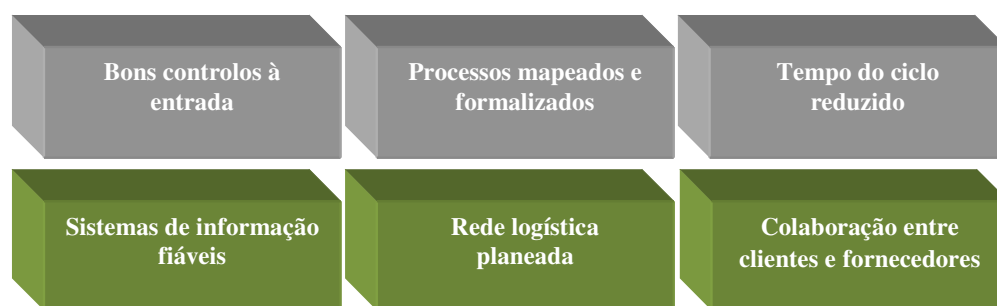 Bons controlos à
entrada
Processos mapeados e
formalizados
Tempo do ciclo
reduzido
Sistemas de informação
fiáveis
Rede logística
planeada
Colaboração entre
clientes e fornecedores